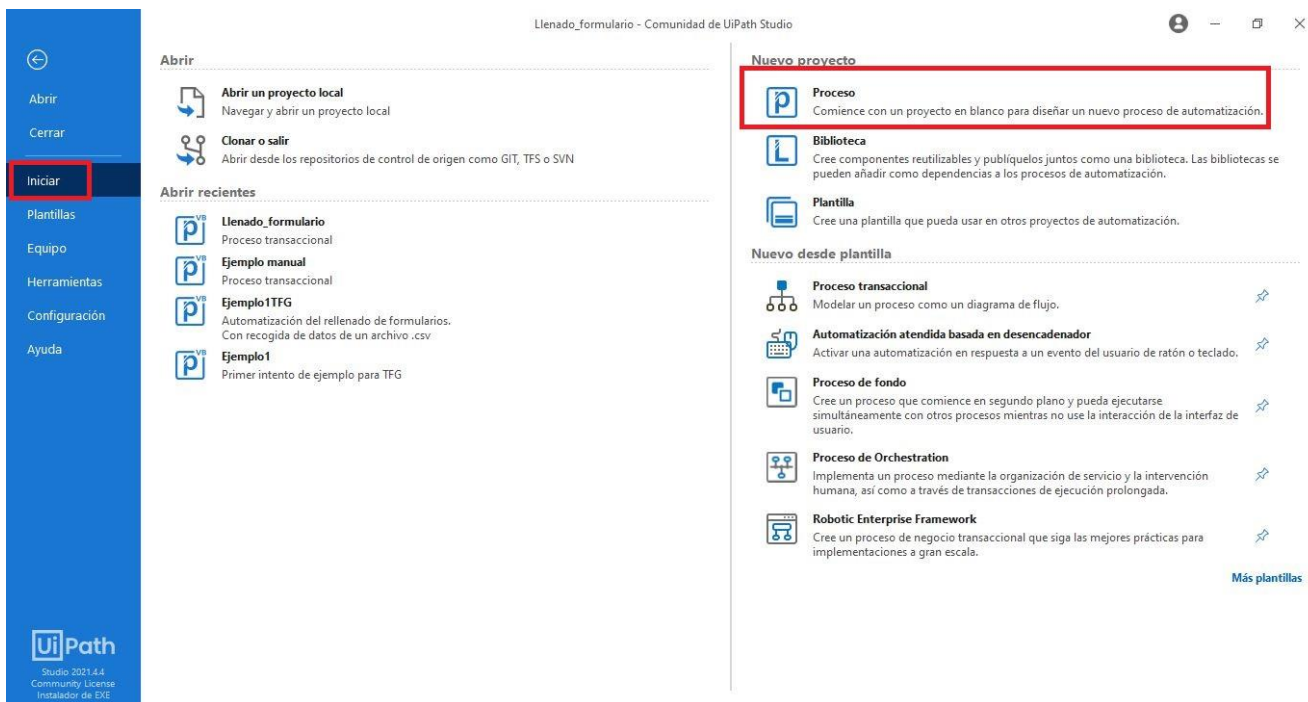 Llenado_formulario - Comunidad de UiPath Studio
Abrir
Cerrar
Iniciar
Plantillas
Equipo
Herramientas
Configuración
Ayuda
UiPath
Studio 2021.4.4
Community License
Instalador de EXE
Abrir
Abrir un proyecto local
Navegar y abrir un proyecto local
Clonar o salir
Abrir desde los repositorios de control de origen como GIT, TFS o SVN
Abrir recientes
VB
Llenado_formulario
Proceso transaccional
VB
Ejemplo manual
Proceso transaccional
VB
Ejemplo1TFG
Automatización del rellenado de formularios.
Con recogida de datos de un archivo .csv
VB
Ejemplo1
Primer intento de ejemplo para TFG
Nuevo proyecto
Proceso
Comience con un proyecto en blanco para diseñar un nuevo proceso de automatización.
Biblioteca
Cree componentes reutilizables y publíquelos juntos como una biblioteca. Las bibliotecas se
pueden añadir como dependencias a los procesos de automatización.
Plantilla
Cree una plantilla que pueda usar en otros proyectos de automatización.
Nuevo desde plantilla
Proceso transaccional
Modelar un proceso como un diagrama de flujo.
Automatización atendida basada en desencadenador
Activar una automatización en respuesta a un evento del usuario de ratón o teclado.
Proceso de fondo
Cree un proceso que comience en segundo plano y pueda ejecutarse
simultáneamente con otros procesos mientras no use la interacción de la interfaz de
usuario.
Proceso de Orchestration
Implementa un proceso mediante la organización de servicio y la intervención
humana, así como a través de transacciones de ejecución prolongada.
Robotic Enterprise Framework
Cree un proceso de negocio transaccional que siga las mejores prácticas para
implementaciones a gran escala.
Más plantillas